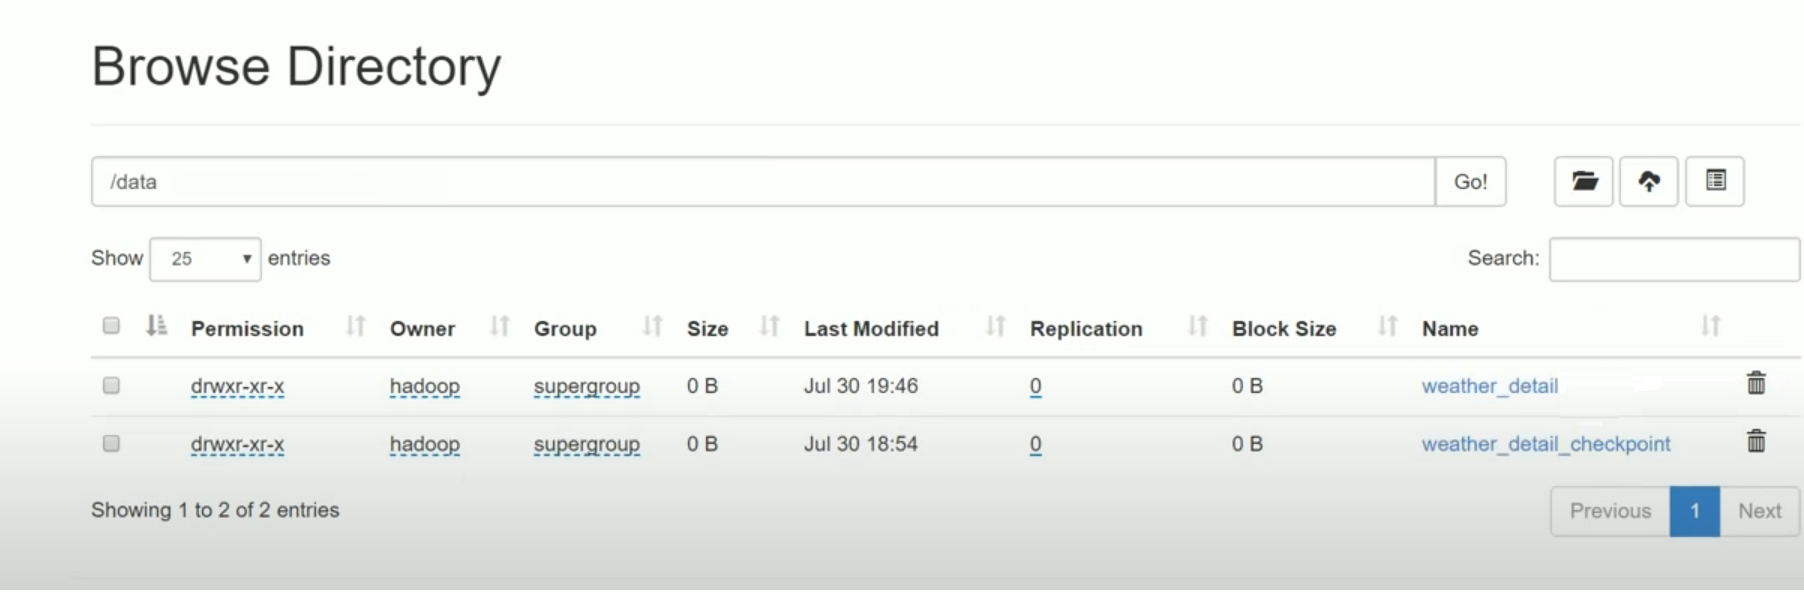 Browse Directory
/data Go!
Show 25 entries Search:
Permission Owner Group Size Last Modified Replication Block Size Name
drwxr-xr-x hadoop supergroup 0 B Jul 30 19:46 0 0 B weather_detail
drwxr-xr-x hadoop supergroup 0 B Jul 30 18:54 0 0 B weather_detail_checkpoint
Showing 1 to 2 of 2 entries Previous 1 Next